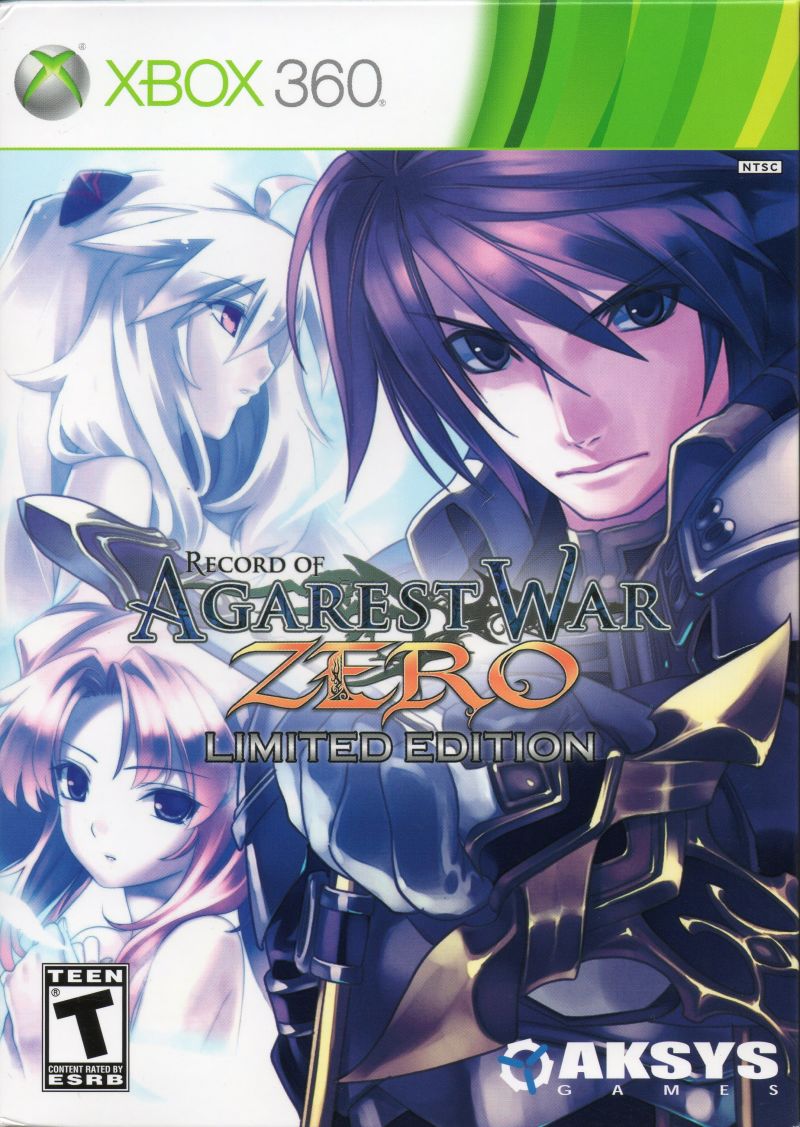 XBOX 360®
NTSC
RECORD OF
AGAREST WAR
ZERO
LIMITED EDITION
TEEN
T
®
CONTENT RATED BY
ESRB
AKSYS
GAMES